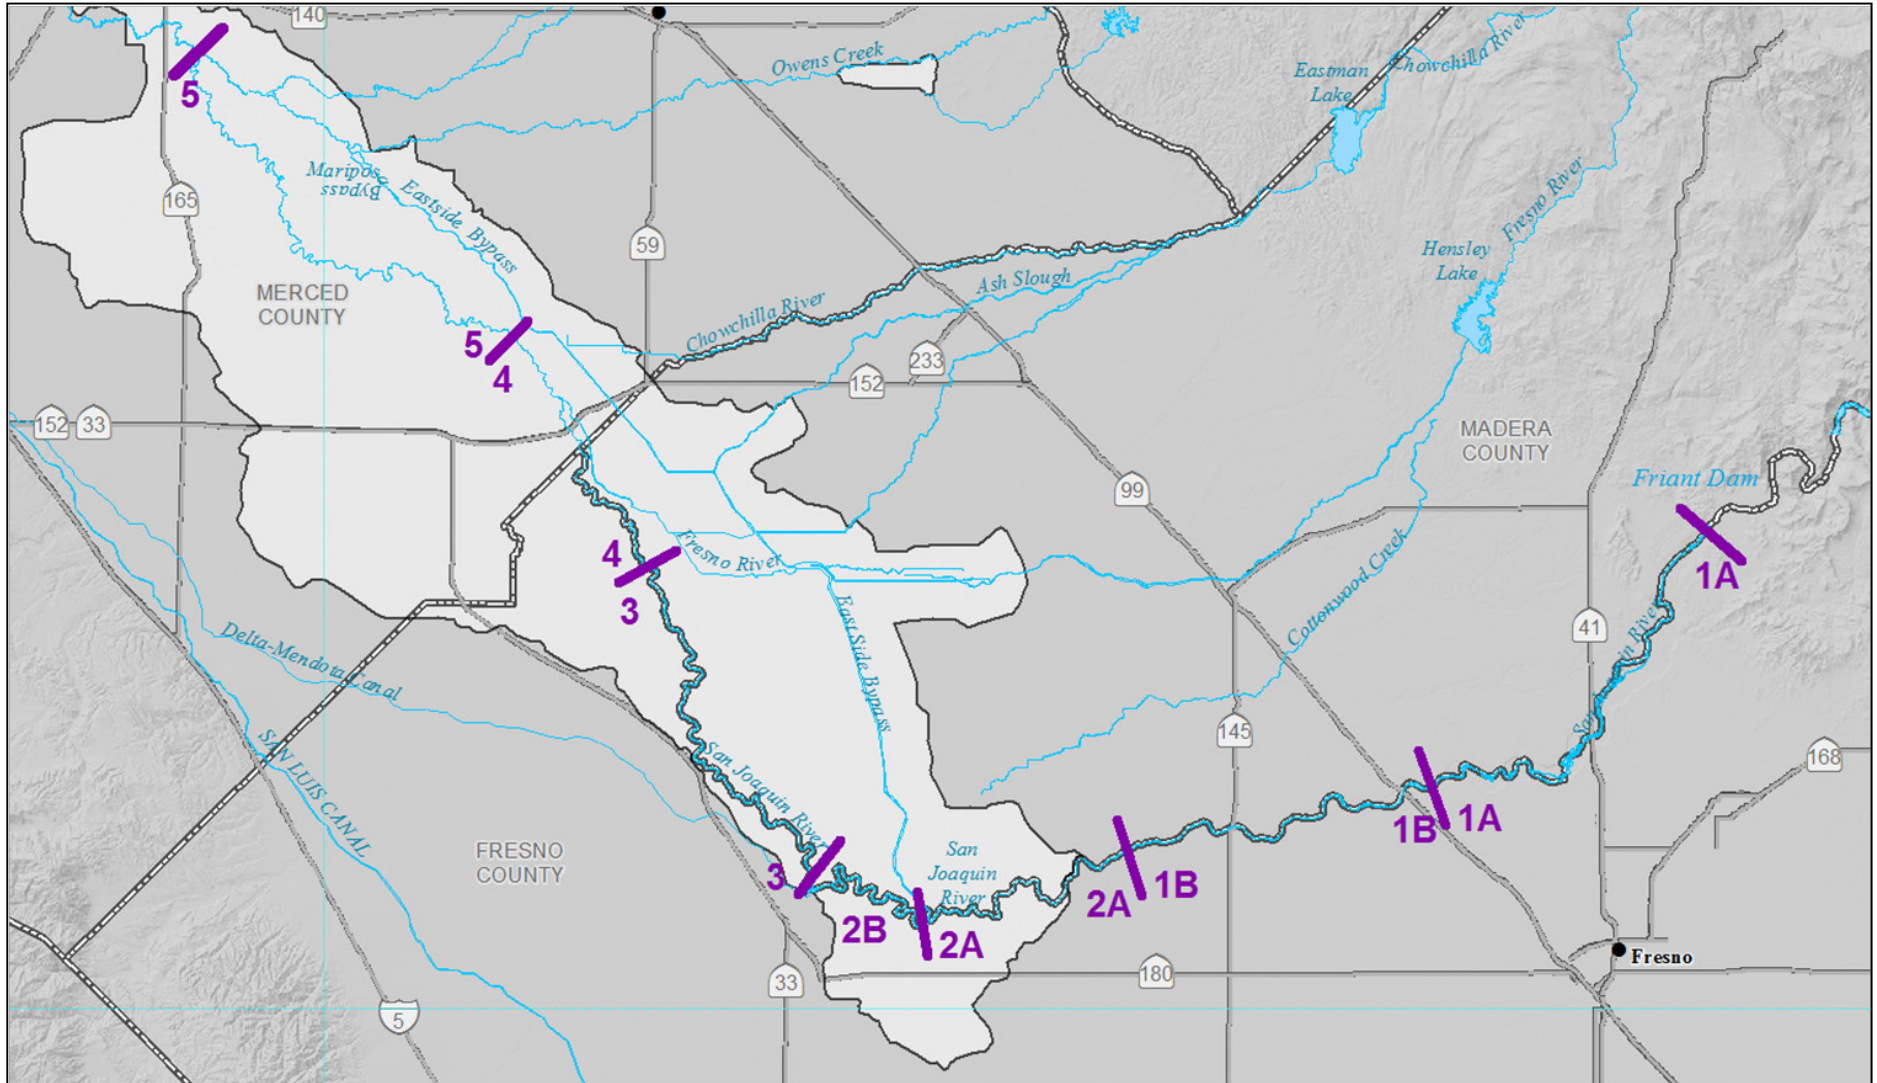 140
5
Owens Creek
Eastman
Lake
Chowchilla River
Mariposa
Bypass
Eastside Bypass
165
59
Fresno River
Hensley
Lake
MERCED
COUNTY
Ash Slough
Chowchilla River
5
4
233
152
152
33
MADERA
COUNTY
99
Friant Dam
4
3
Fresno River
1A
Cottonwood Creek
41
East Side Bypass
Delta-Mendota Canal
San Joaquin River
145
168
SAN LUIS CANAL
San Joaquin River
1B
1A
FRESNO
COUNTY
San
Joaquin
River
3
2A
1B
2B
2A
Fresno
180
33
5